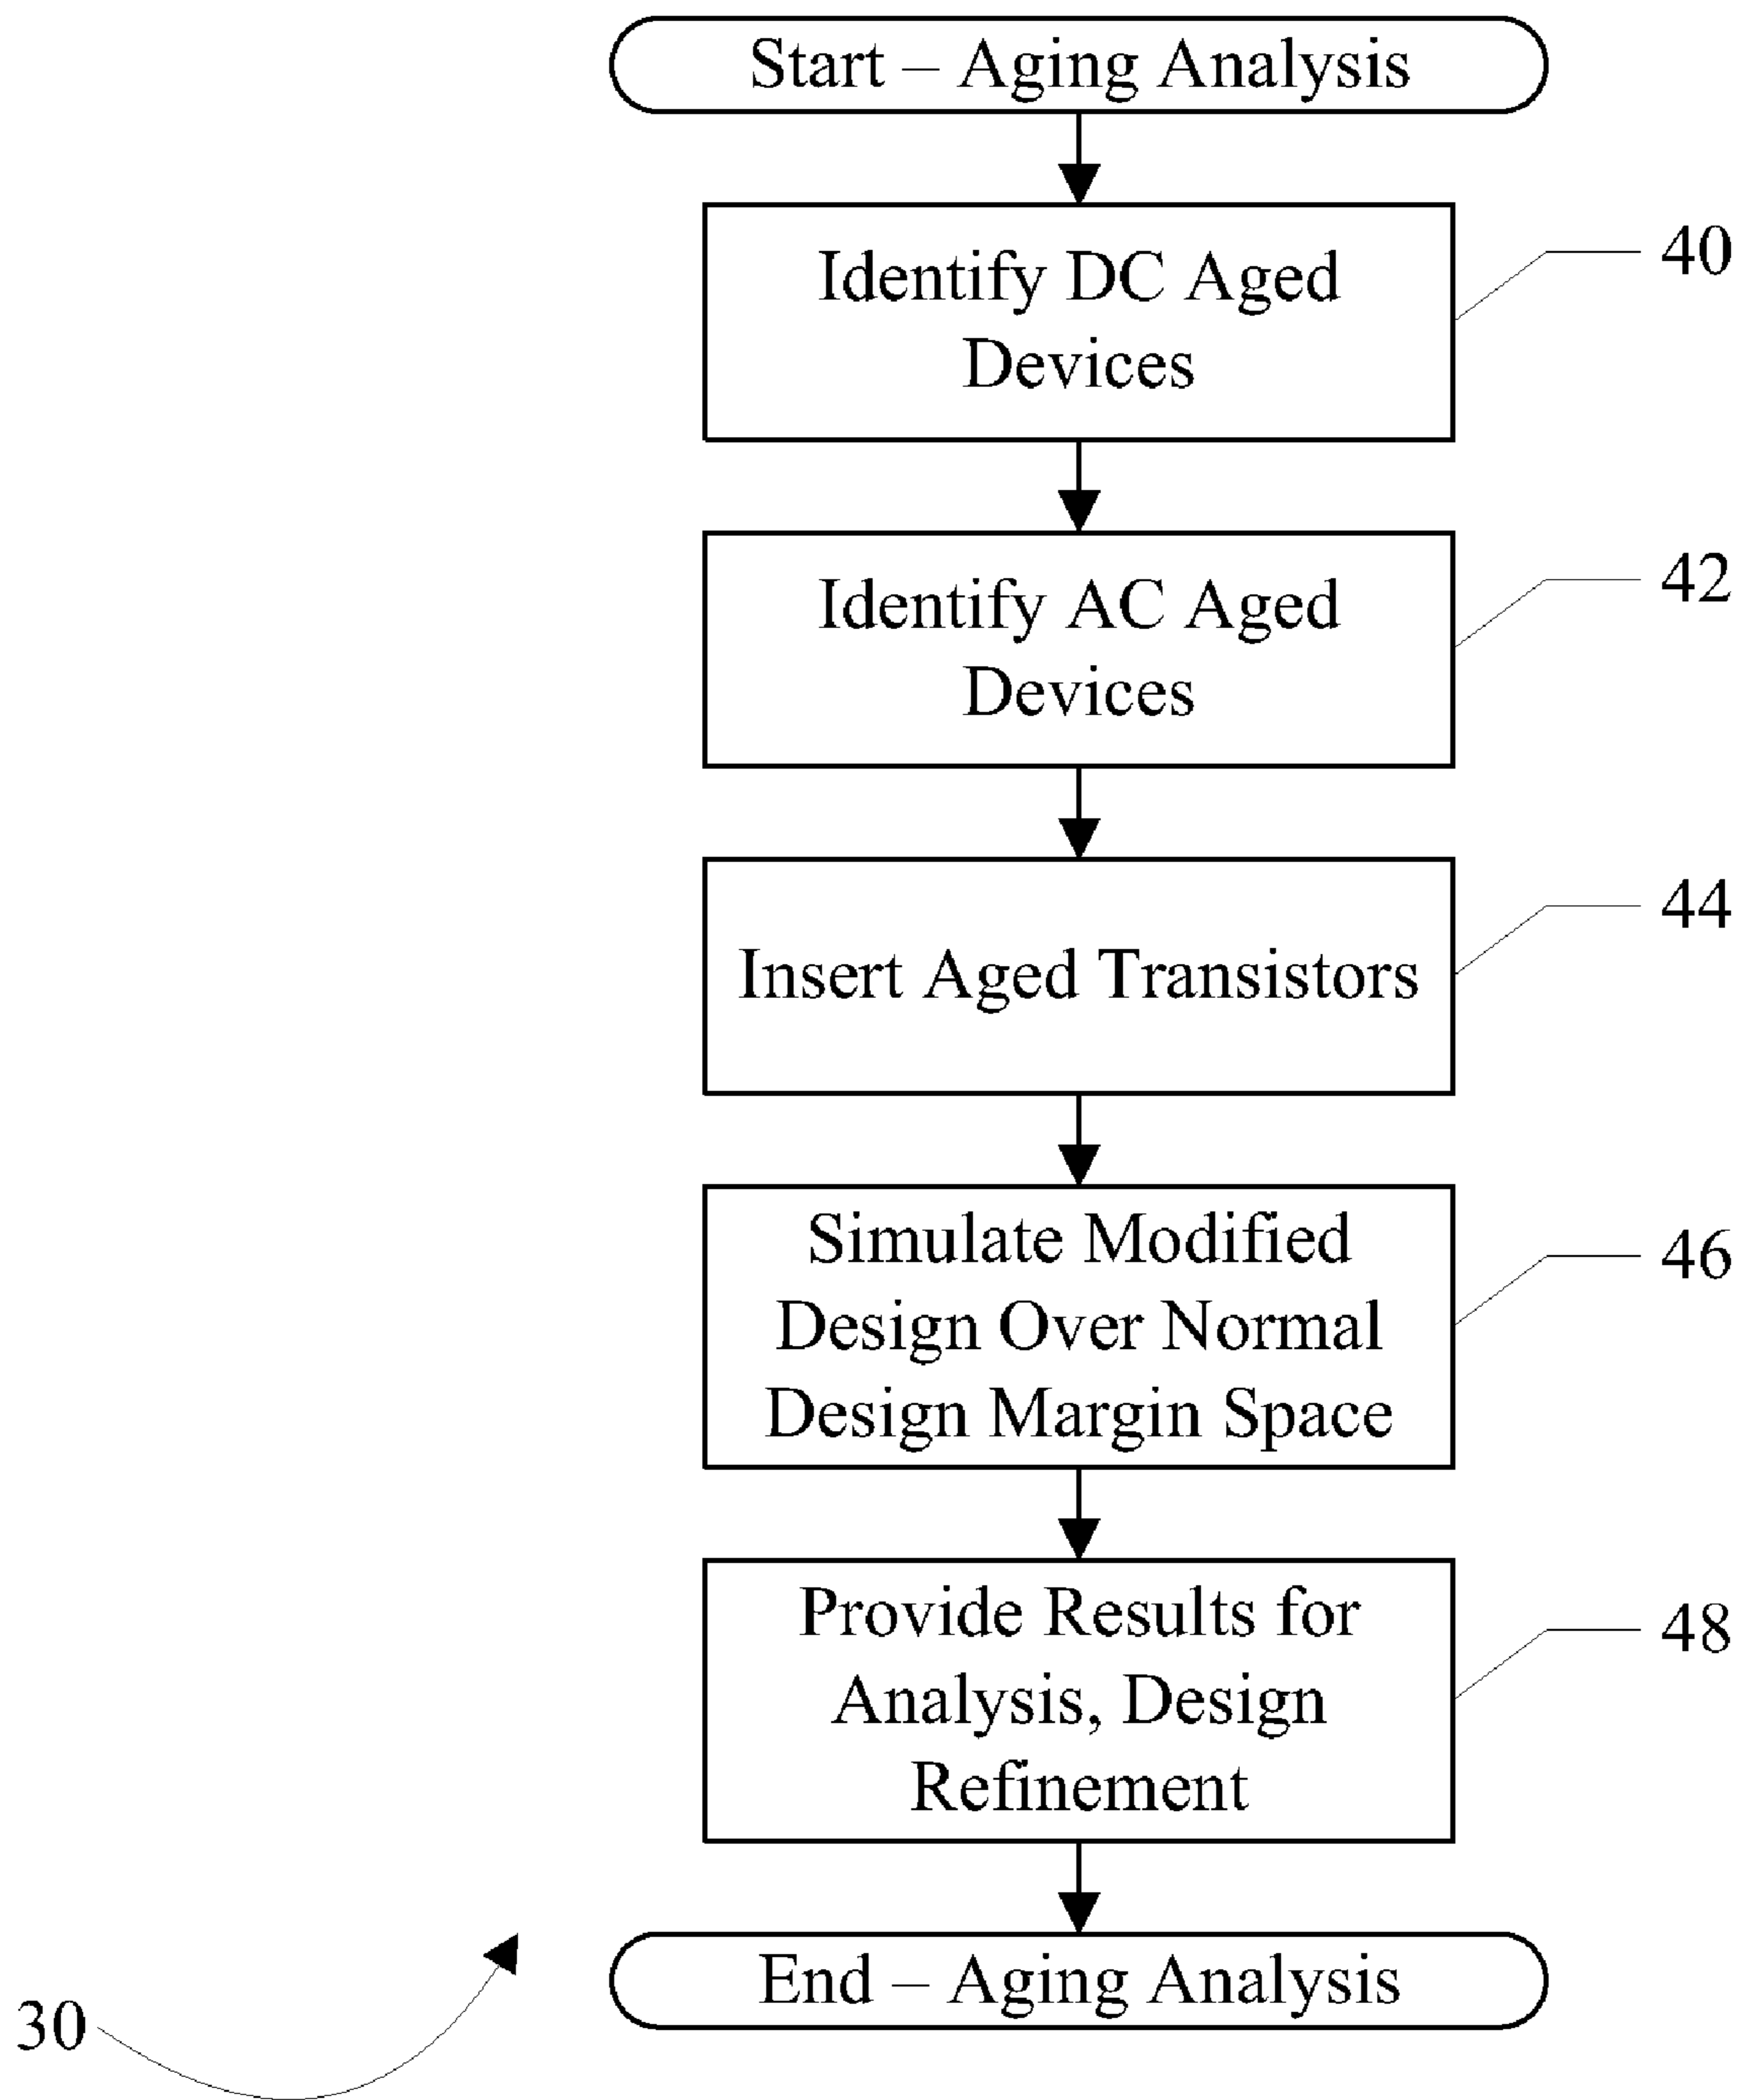 Start – Aging Analysis
Identify DC Aged
Devices
40
Identify AC Aged
Devices
42
Insert Aged Transistors
44
Simulate Modified
Design Over Normal
Design Margin Space
46
Provide Results for
Analysis, Design
Refinement
48
End – Aging Analysis
30